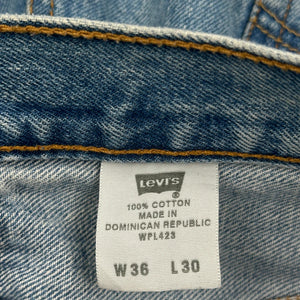 Levi's
100% COTTON
MADE IN
DOMINICAN REPUBLIC
WPL423
W36 L30